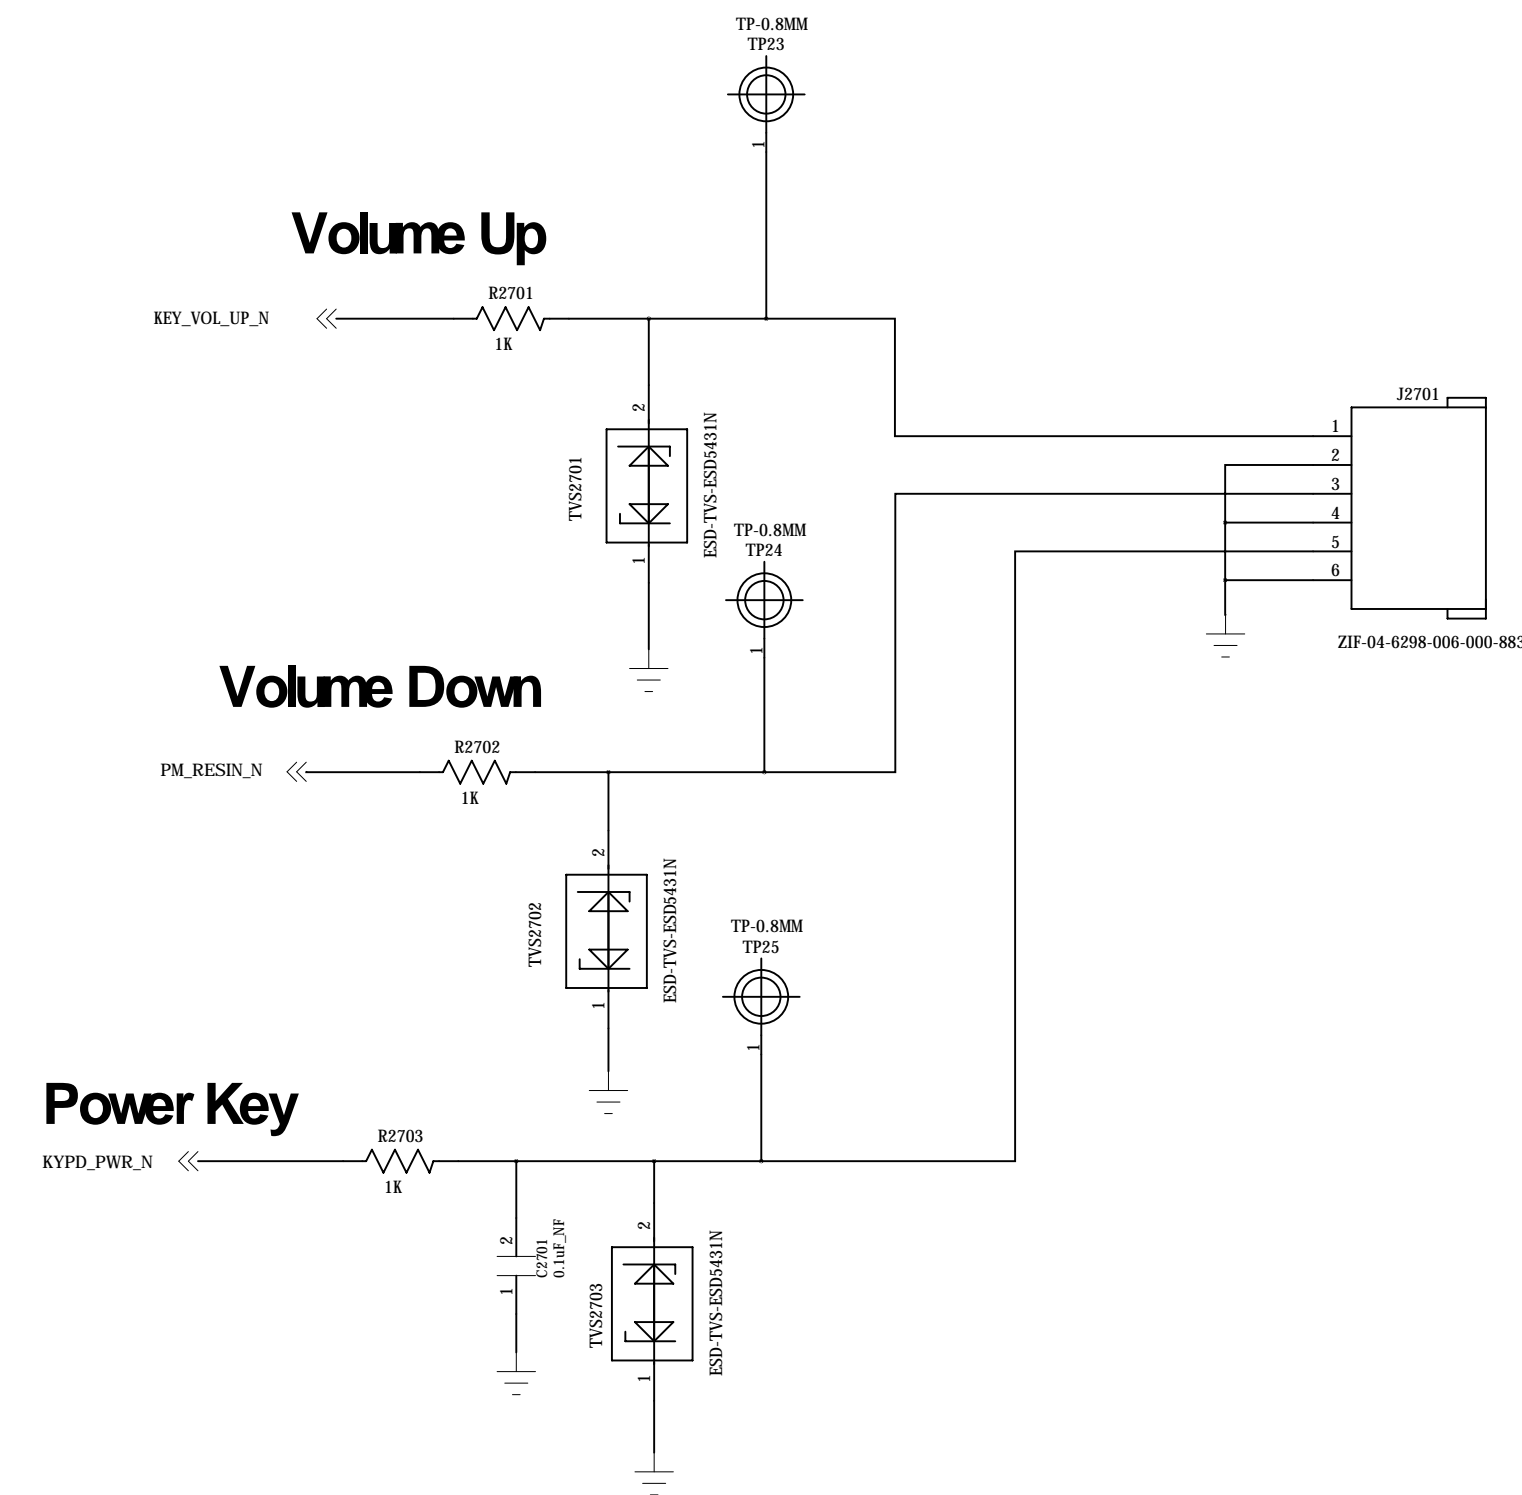 TP-0.8MM
TP23
1
Volume Up
R2701
KEY_VOL_UP_N
1K
J2701
2
TVS2701
ESD-TVS-ESD5431N
1
1
2
3
4
5
6
ZIF-04-6298-006-000-883
TP-0.8MM
TP24
1
Volume Down
R2702
PM_RESIN_N
1K
2
TVS2702
ESD-TVS-ESD5431N
1
TP-0.8MM
TP25
1
Power Key
R2703
KYPD_PWR_N
1K
2
C2701
0.1uF_NF
1
2
TVS2703
ESD-TVS-ESD5431N
1